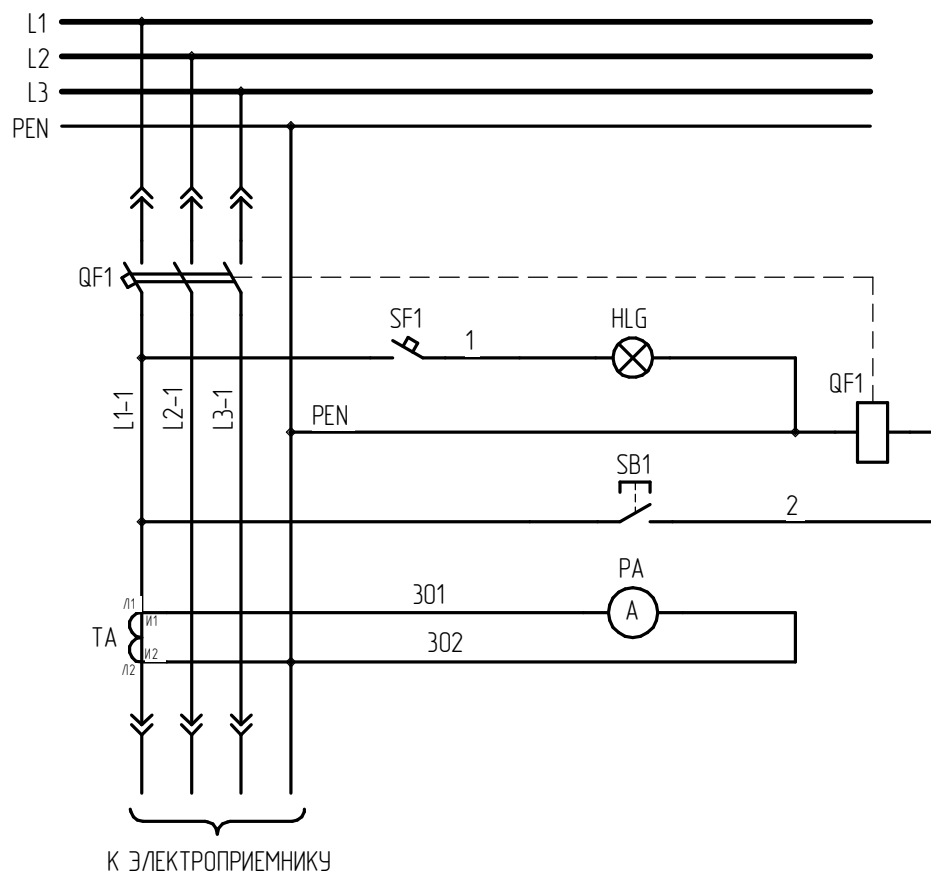 L1
L2
L3
PEN
QF1
SF1
1
HLG
QF1
L1-1
L2-1
L3-1
PEN
SB1
2
PA
A
301
302
TA
Л1
И1
И2
Л2
К ЭЛЕКТРОПРИЕМНИКУ